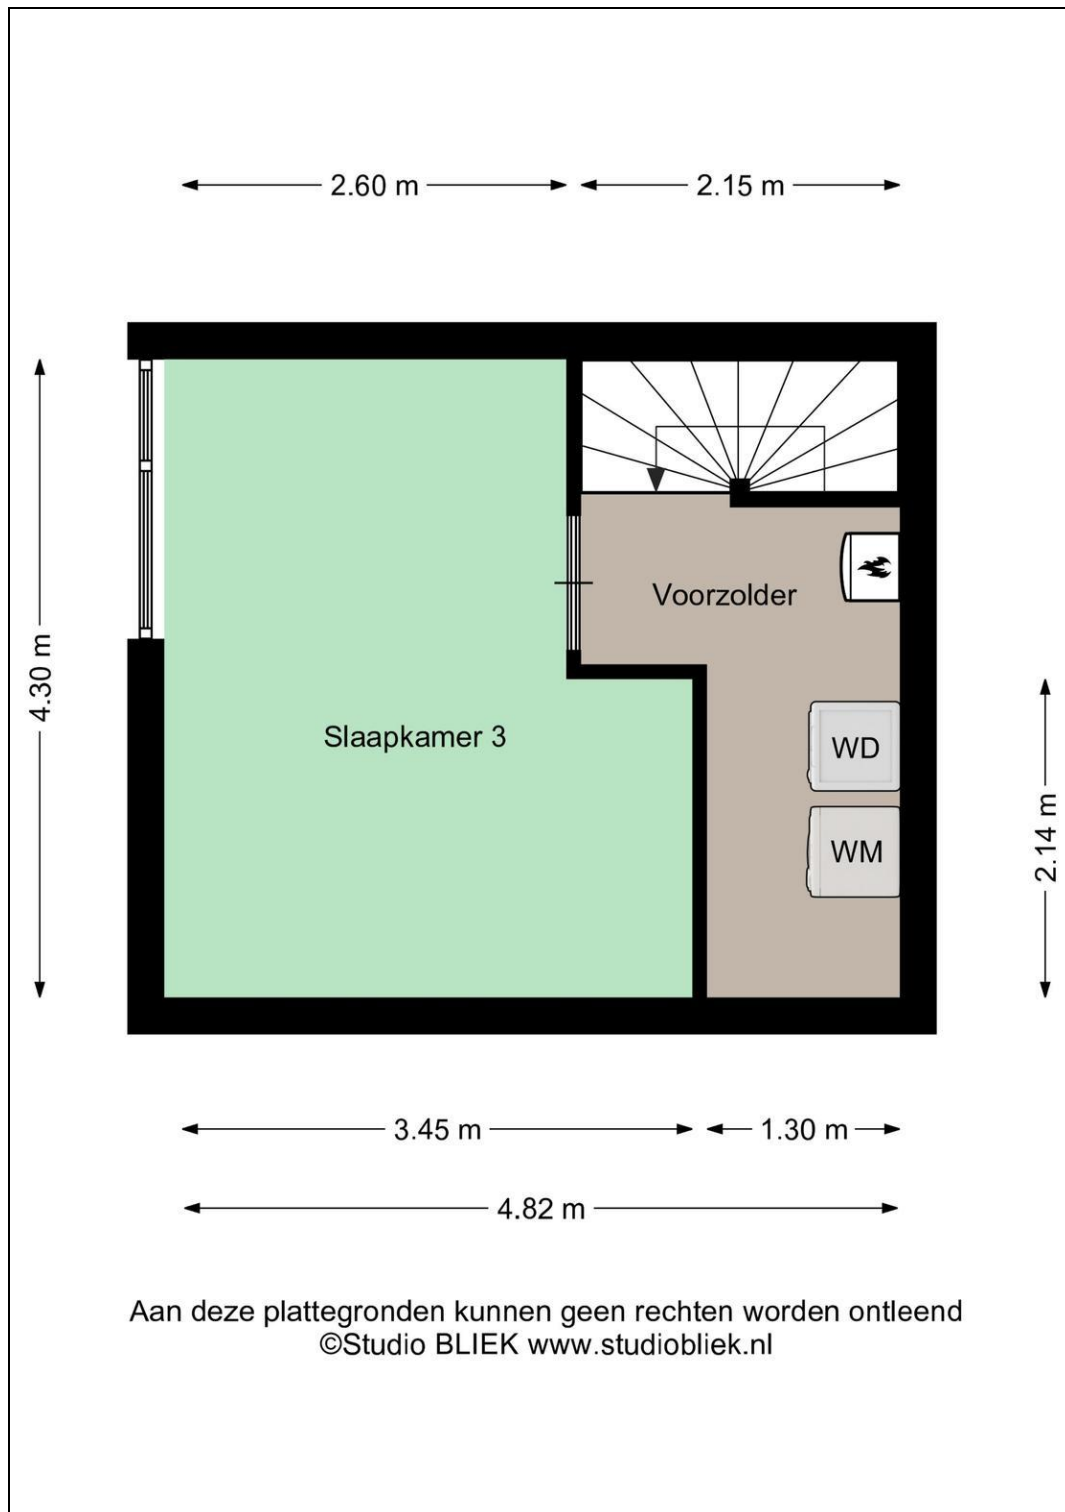 2.60 m
2.15 m
4.30 m
Voorzolder
Slaapkamer 3
WD
WM
2.14 m
3.45 m
1.30 m
4.82 m
Aan deze plattegronden kunnen geen rechten worden ontleend
©Studio BLIEK www.studiobliek.nl